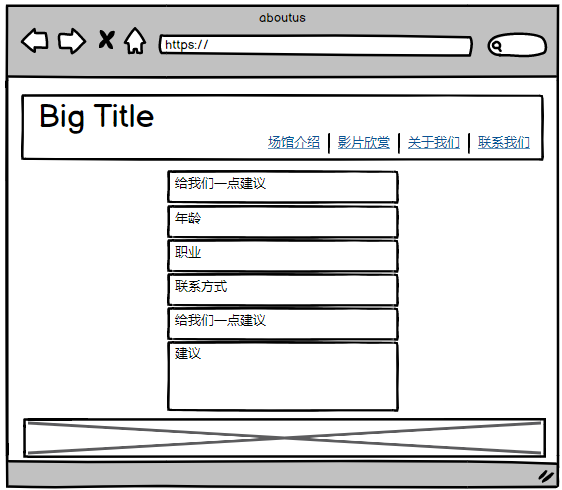 aboutus
https://
Big Title
场馆介绍 影片欣赏 关于我们 联系我们
给我们一点建议
年龄
职业
联系方式
给我们一点建议
建议